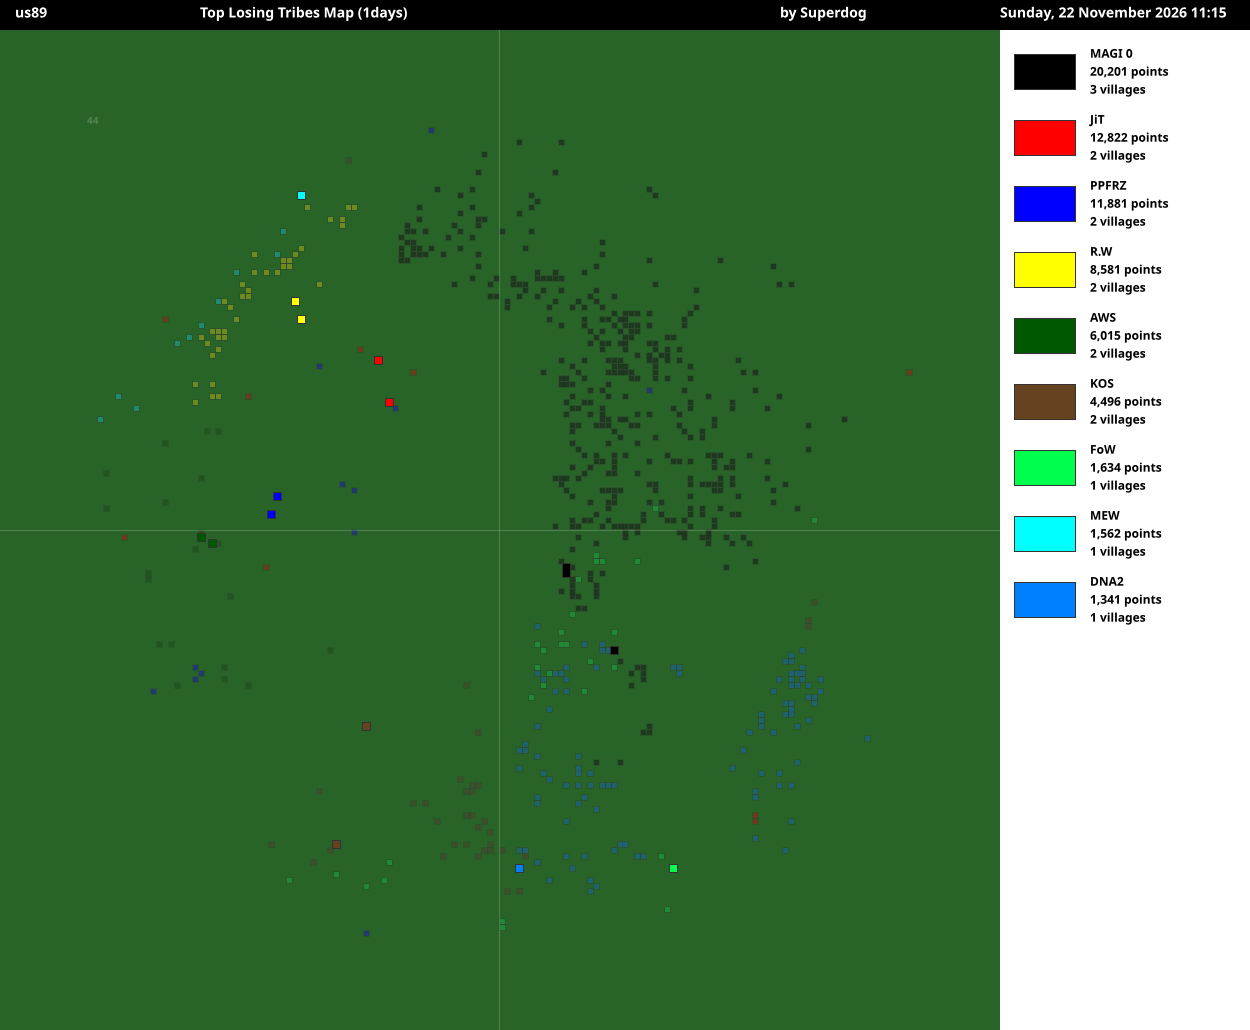 us89 Top Losing Tribes Map (1days) by Superdog Sunday, 22 November 2026 11:15
44
MAGI 0
20,201 points
3 villages
JiT
12,822 points
2 villages
PPFRZ
11,881 points
2 villages
R.W
8,581 points
2 villages
AWS
6,015 points
2 villages
KOS
4,496 points
2 villages
FoW
1,634 points
1 villages
MEW
1,562 points
1 villages
DNA2
1,341 points
1 villages